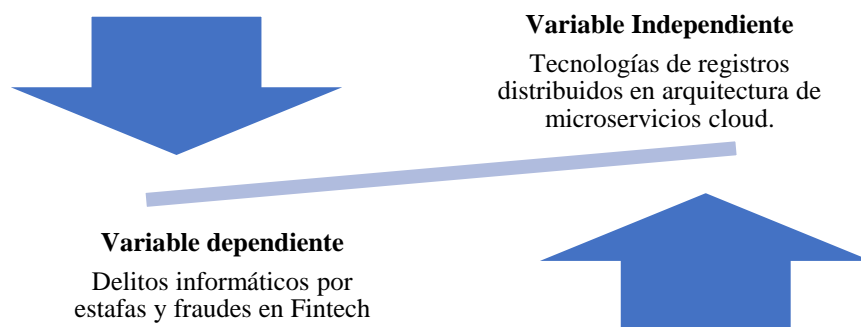 Variable Independiente
Tecnologías de registros
distribuidos en arquitectura de
microservicios cloud.
Variable dependiente
Delitos informáticos por
estafas y fraudes en Fintech